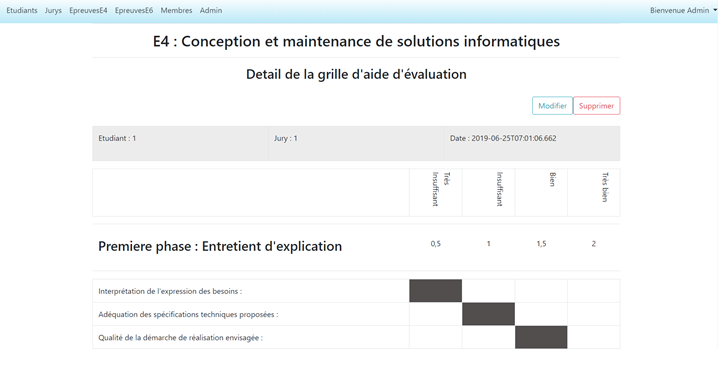 Etudiants Jurys EpreuvesE4 EpreuvesE6 Membres Admin Bienvenue Admin
E4 : Conception et maintenance de solutions informatiques
Detail de la grille d'aide d'évaluation
Modifier Supprimer
Etudiant : 1 Jury : 1 Date : 2019-06-25T07:01:06.662
Très Insuffisant
Insuffisant
Bien
Très bien
Premiere phase : Entretient d'explication 0,5 1 1,5 2
Interprétation de l'expression des besoins :
Adéquation des spécifications techniques proposées :
Qualité de la démarche de réalisation envisagée :